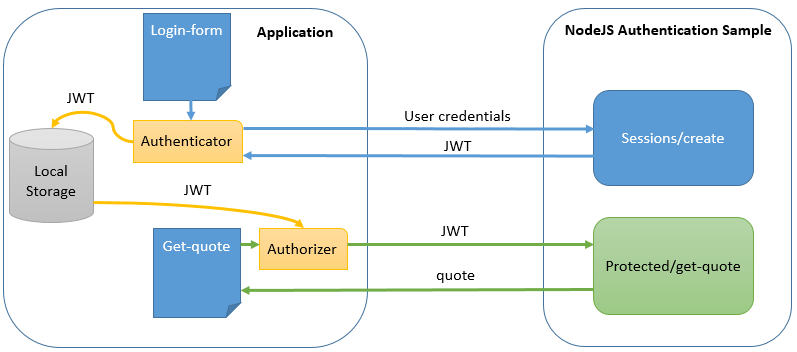 Application
Login-form
JWT
Authenticator
Local
Storage
JWT
Get-quote
Authorizer
User credentials
JWT
JWT
quote
NodeJS Authentication Sample
Sessions/create
Protected/get-quote